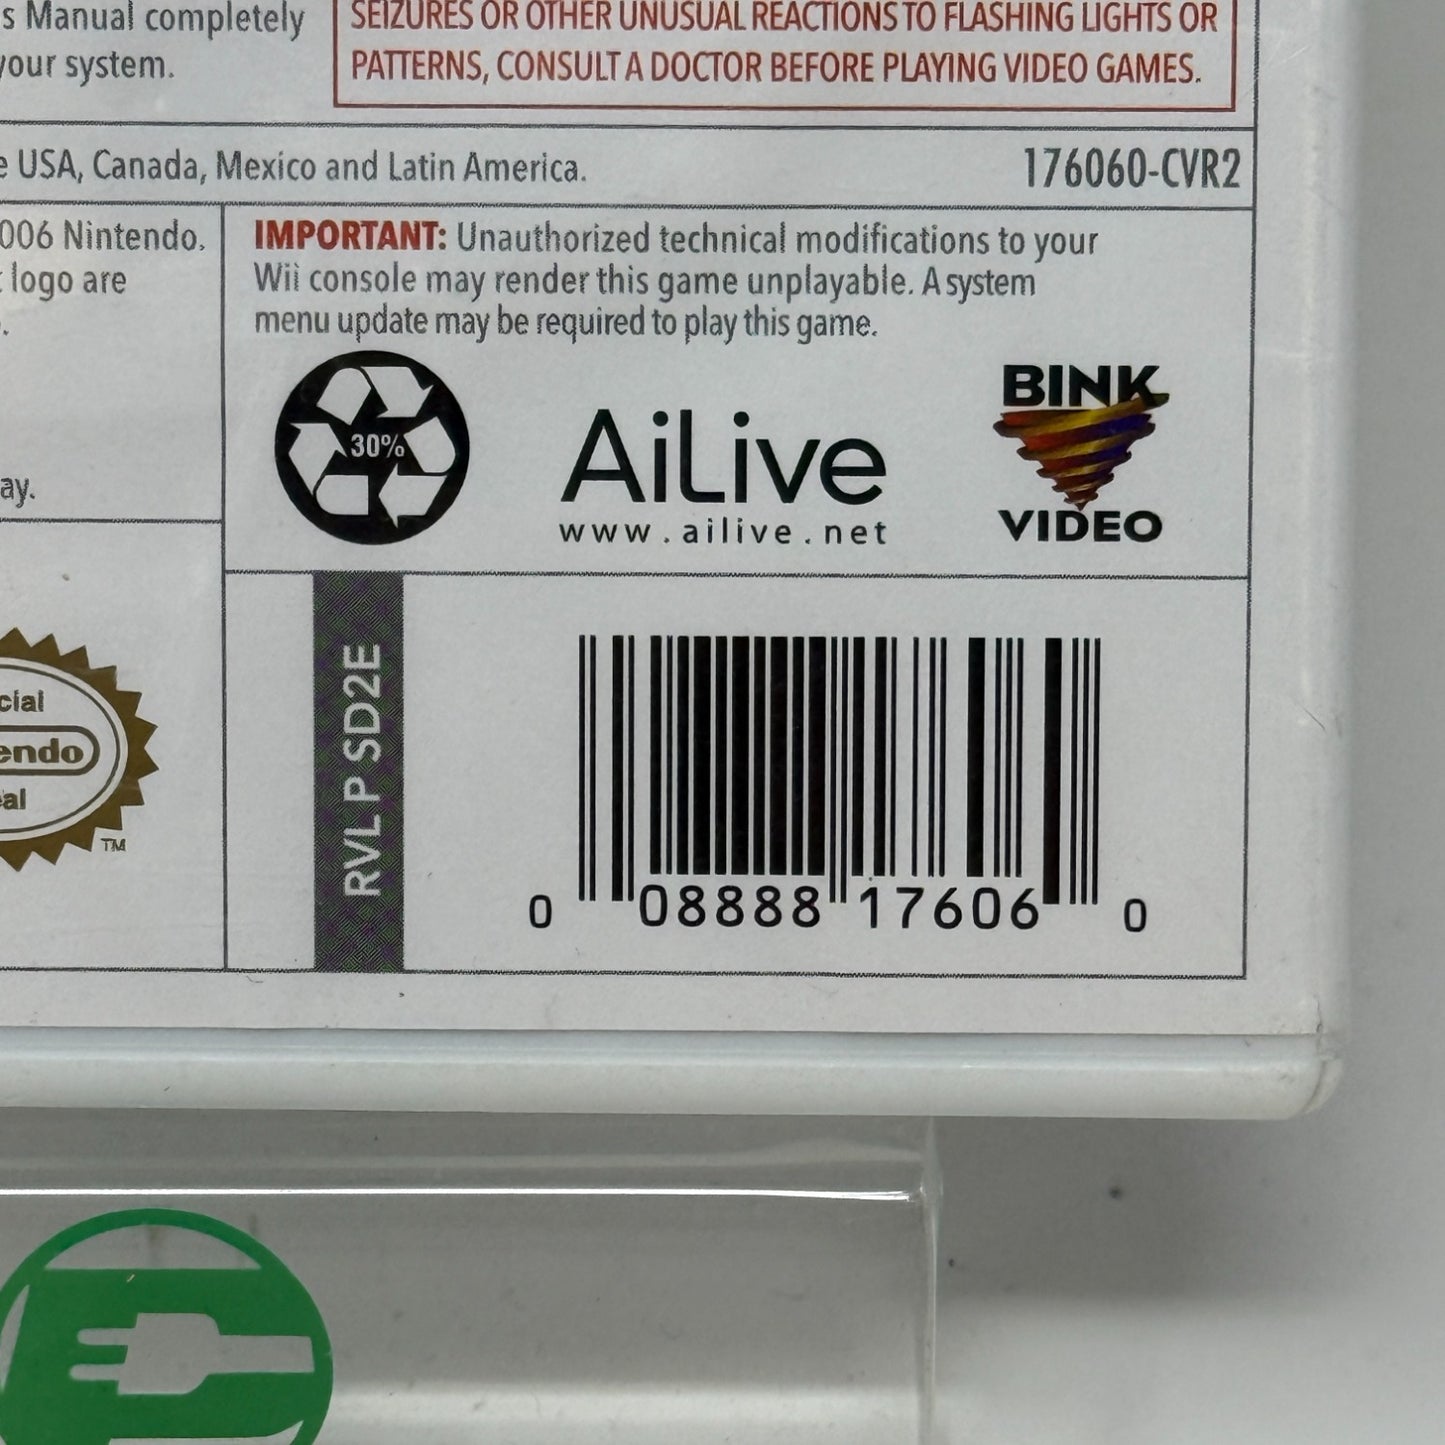 s Manual completely
your system.
SEIZURES OR OTHER UNUSUAL REACTIONS TO FLASHING LIGHTS OR
PATTERNS, CONSULT A DOCTOR BEFORE PLAYING VIDEO GAMES.
e USA, Canada, Mexico and Latin America.
176060-CVR2
006 Nintendo.
logo are
ay.
IMPORTANT: Unauthorized technical modifications to your
Wii console may render this game unplayable. A system
menu update may be required to play this game.
30%
AiLive
www.ailive.net
BINK
VIDEO
cial
endo
eal
TM
RVL P SD2E
0 08888 17606 0